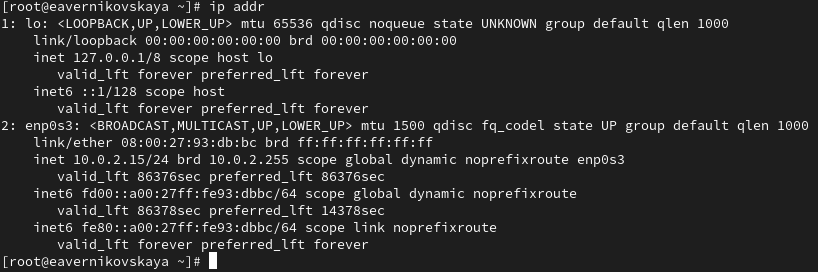 [root@eavernikovskaya ~]# ip addr
1: lo: <LOOPBACK,UP,LOWER_UP> mtu 65536 qdisc noqueue state UNKNOWN group default qlen 1000
    link/loopback 00:00:00:00:00:00 brd 00:00:00:00:00:00
    inet 127.0.0.1/8 scope host lo
       valid_lft forever preferred_lft forever
    inet6 ::1/128 scope host
       valid_lft forever preferred_lft forever
2: enp0s3: <BROADCAST,MULTICAST,UP,LOWER_UP> mtu 1500 qdisc fq_codel state UP group default qlen 1000
    link/ether 08:00:27:93:db:bc brd ff:ff:ff:ff:ff:ff
    inet 10.0.2.15/24 brd 10.0.2.255 scope global dynamic noprefixroute enp0s3
       valid_lft 86376sec preferred_lft 86376sec
    inet6 fd00::a00:27ff:fe93:dbbc/64 scope global dynamic noprefixroute
       valid_lft 86378sec preferred_lft 14378sec
    inet6 fe80::a00:27ff:fe93:dbbc/64 scope link noprefixroute
       valid_lft forever preferred_lft forever
[root@eavernikovskaya ~]#